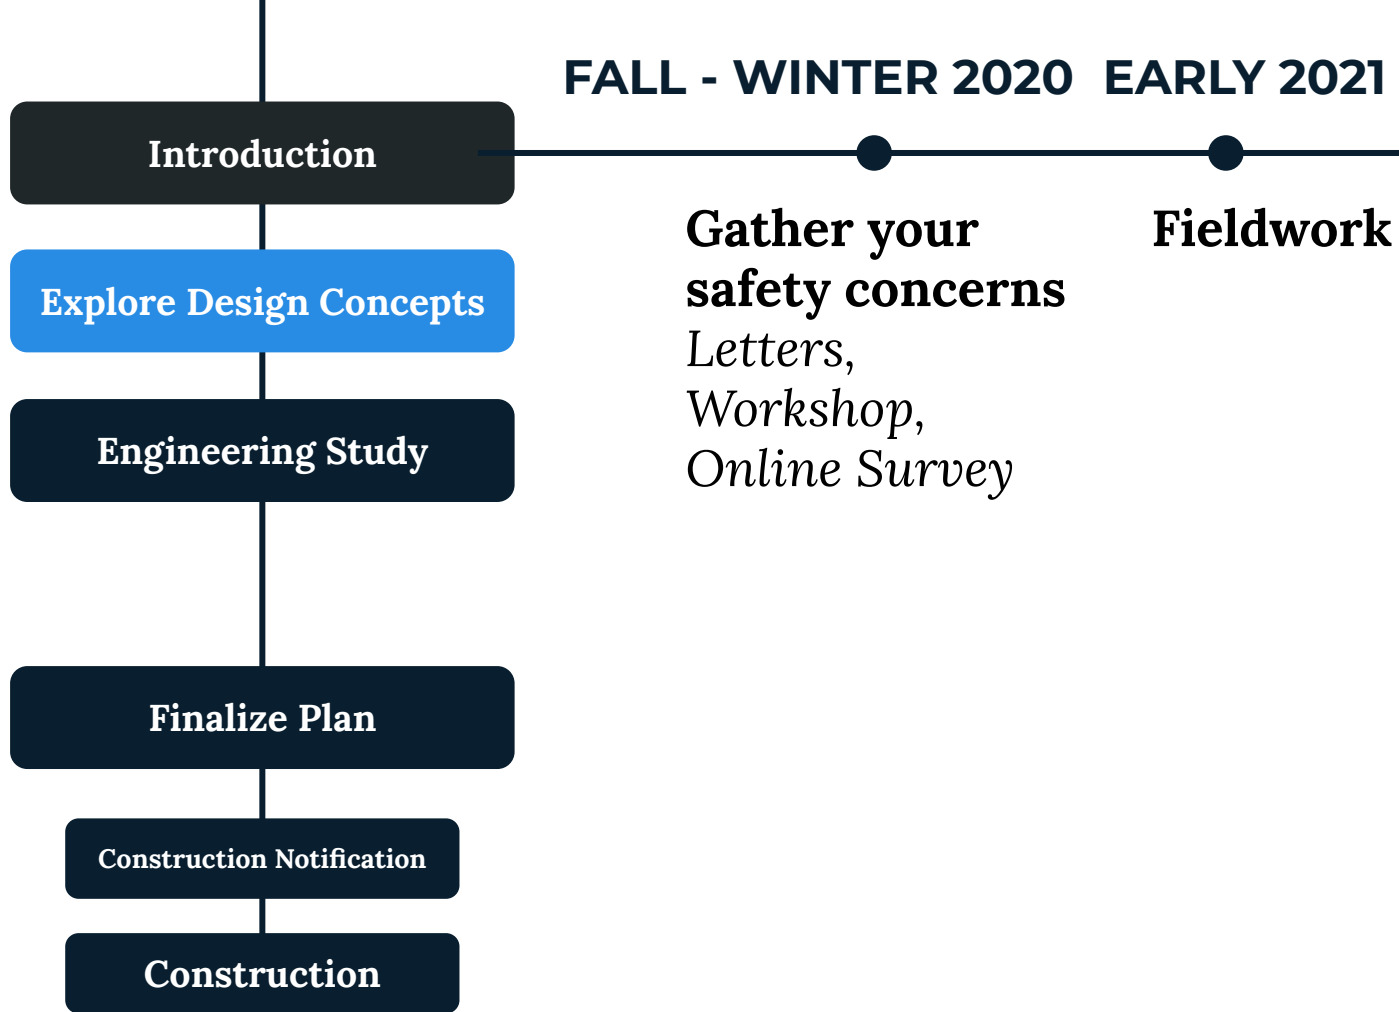 Introduction
Explore Design Concepts
Engineering Study
Finalize Plan
Construction Notification
Construction
FALL - WINTER 2020
Gather your
safety concerns
Letters,
Workshop,
Online Survey
EARLY 2021
Fieldwork